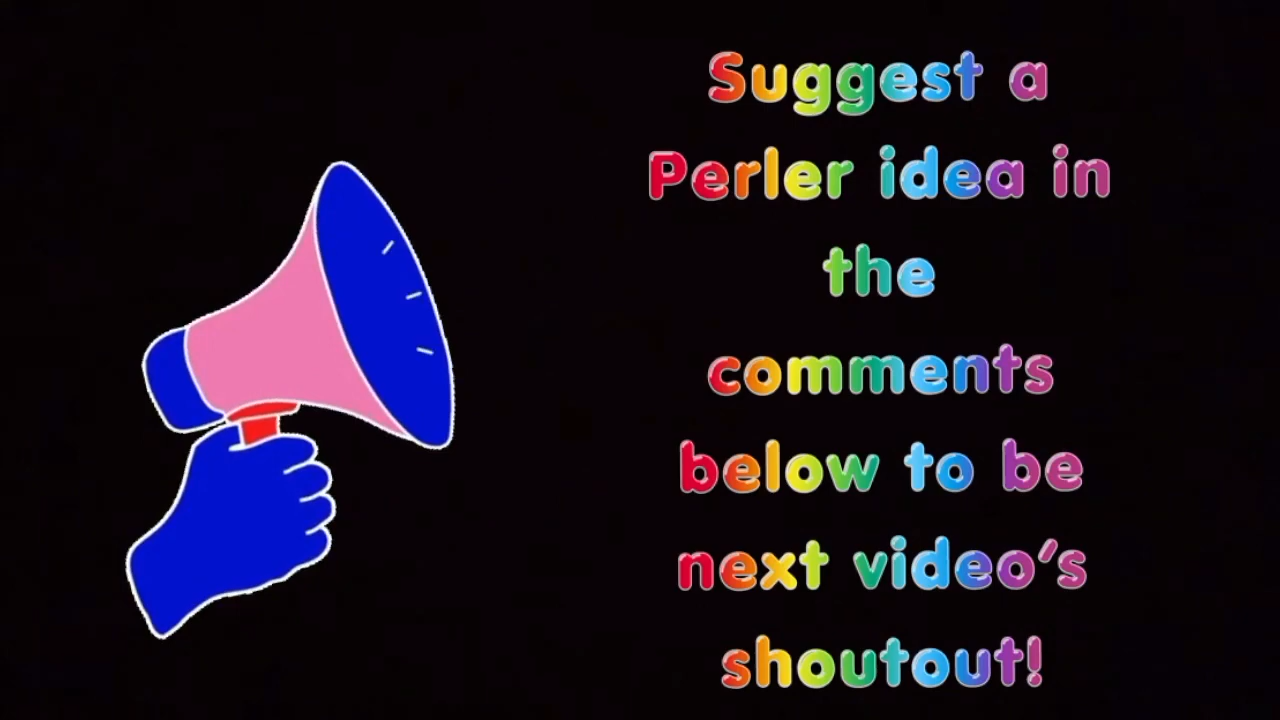 Suggest a
Perler idea in
the
comments
below to be
next video's
shoutout!